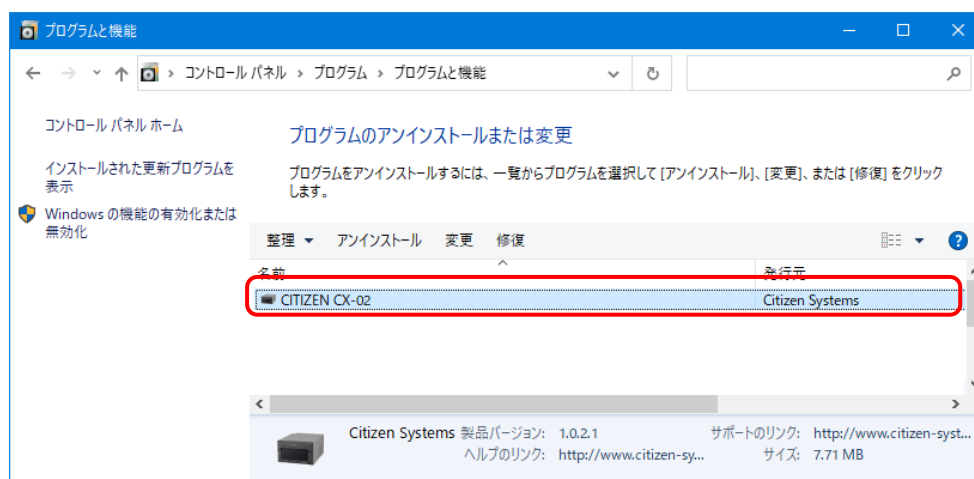 プログラムと機能
コントロール パネル › プログラム › プログラムと機能
コントロール パネル ホーム
インストールされた更新プログラムを
表示
Windows の機能の有効化または
無効化
プログラムのアンインストールまたは変更
プログラムをアンインストールするには、一覧からプログラムを選択して [アンインストール]、[変更]、または [修復] をクリック
します。
整理 アンインストール 変更 修復
名前 発行元
CITIZEN CX-02 Citizen Systems
Citizen Systems 製品バージョン: 1.0.2.1 サポートのリンク: http://www.citizen-syst...
ヘルプのリンク: http://www.citizen-sy... サイズ: 7.71 MB